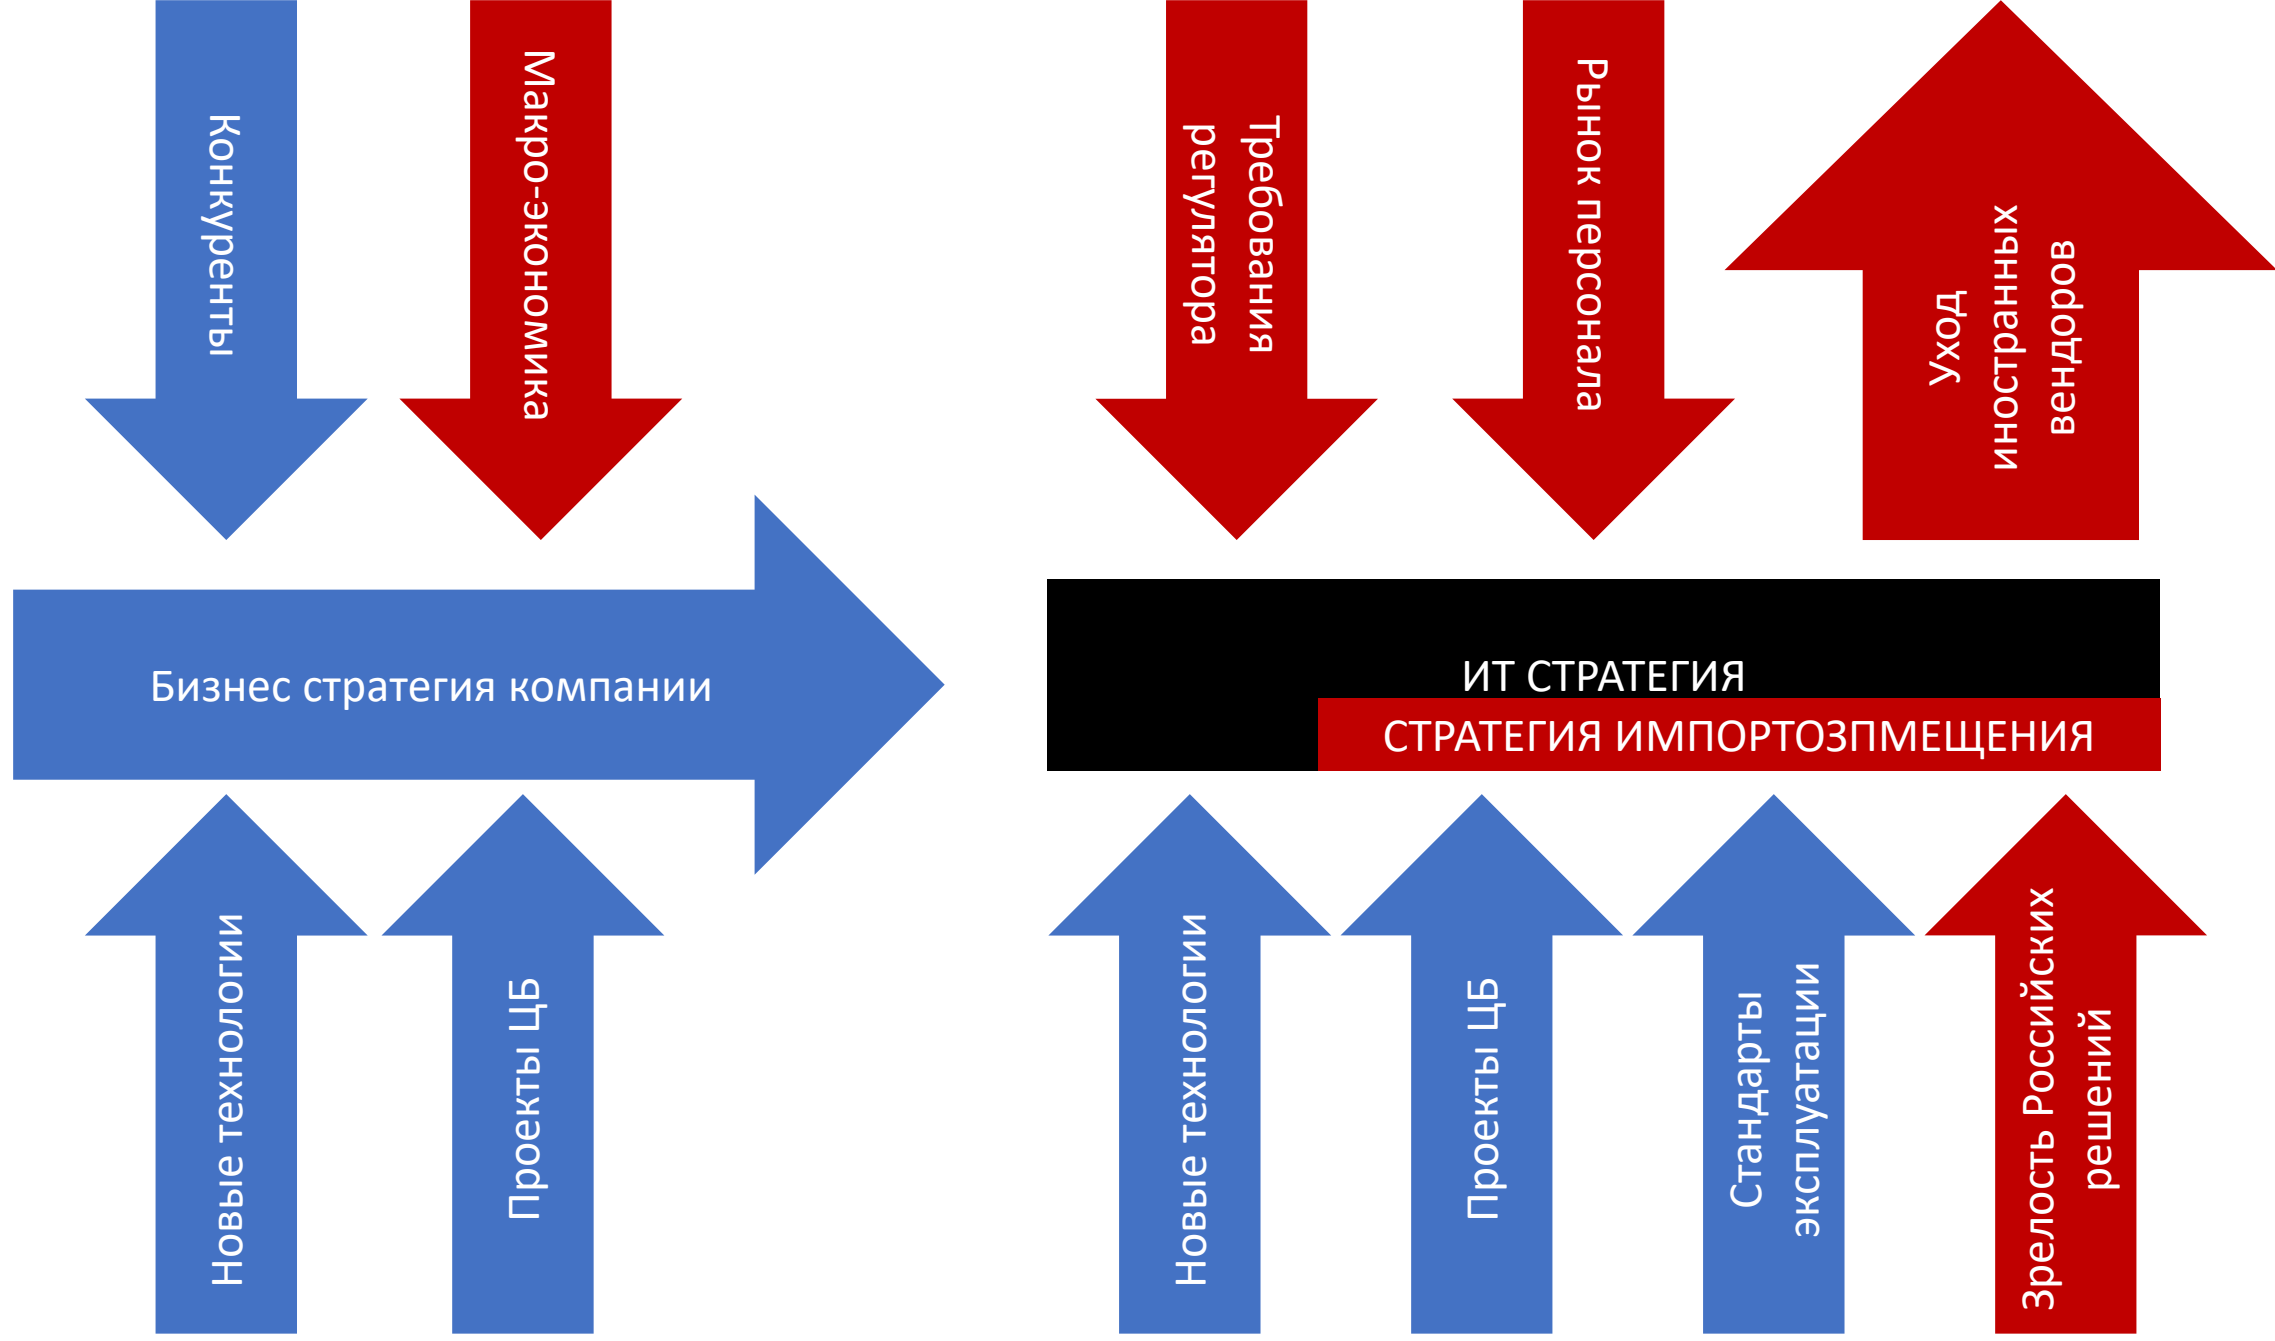 Конкуренты
Макро-экономика
Требования
регулятора
Рынок персонала
Уход
иностранных
вендоров
Бизнес стратегия компании
ИТ СТРАТЕГИЯ
СТРАТЕГИЯ ИМПОРТОЗПМЕЩЕНИЯ
Новые технологии
Проекты ЦБ
Новые технологии
Проекты ЦБ
Стандарты
эксплуатации
Зрелость Российских
решений